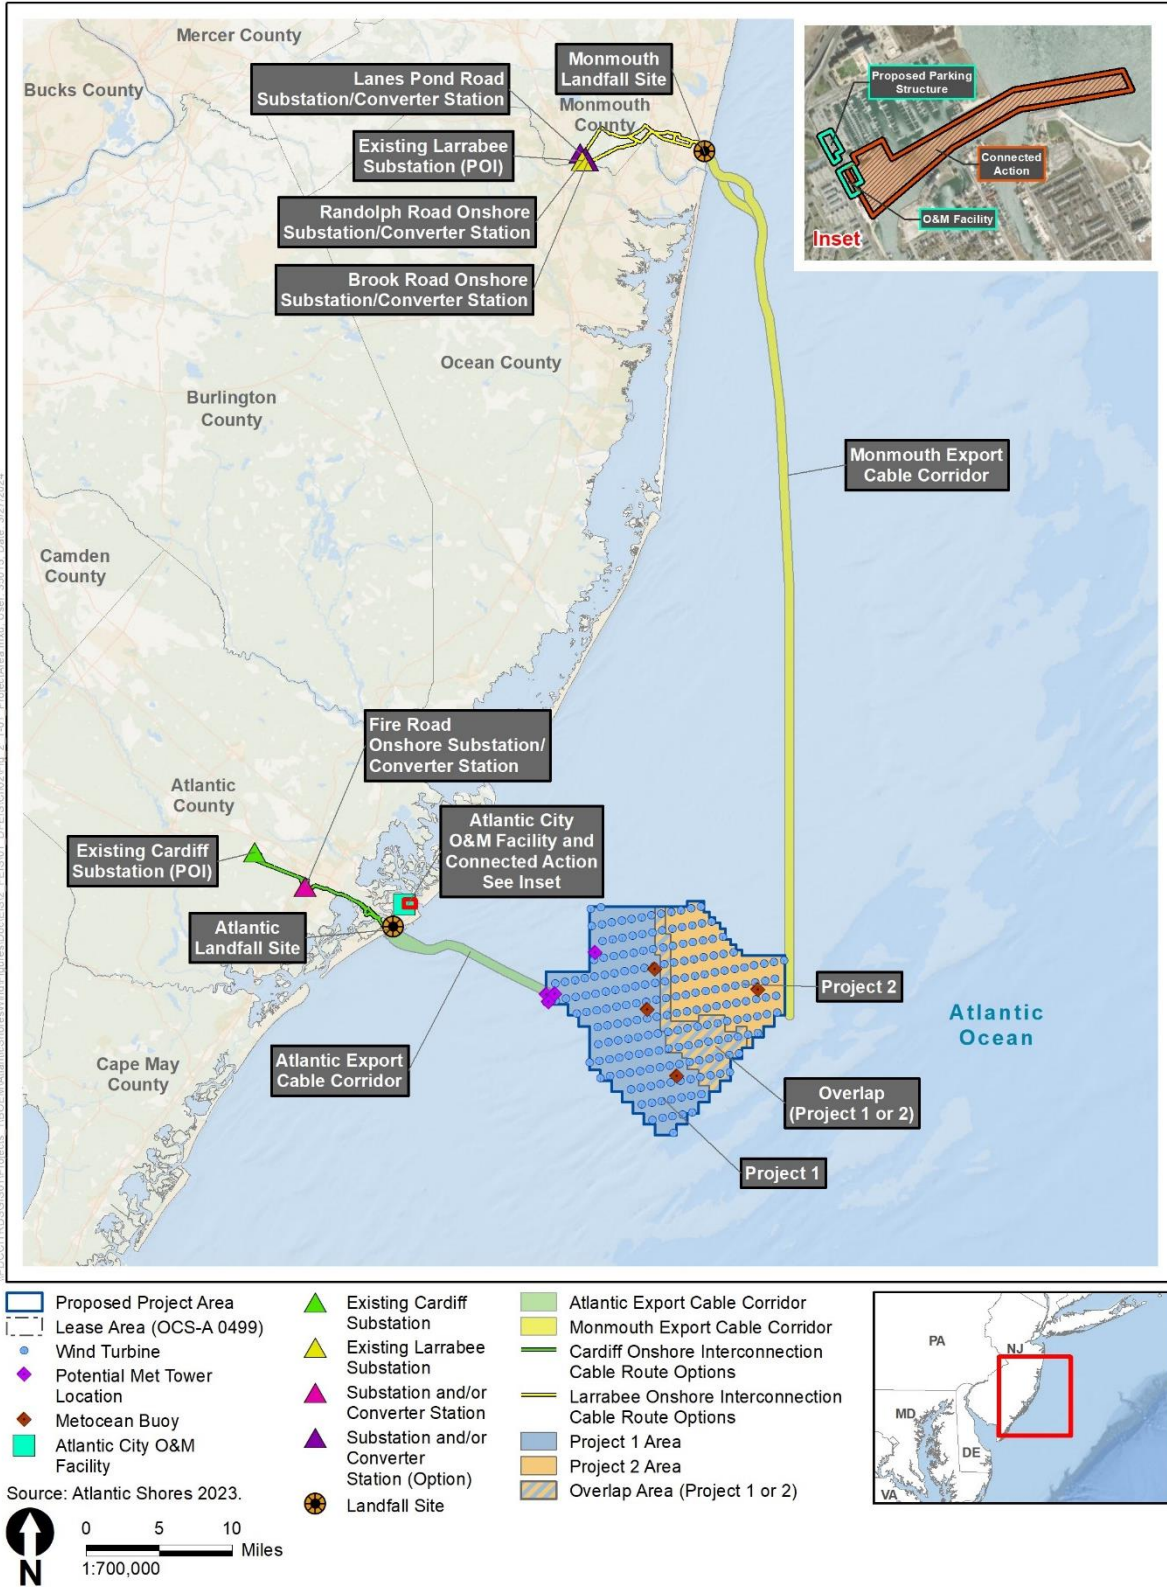 Mercer County
Bucks County
Lanes Pond Road
Substation/Converter Station
Monmouth
Landfall Site
Monmouth
County
Existing Larrabee
Substation (POI)
Randolph Road Onshore
Substation/Converter Station
Brook Road Onshore
Substation/Converter Station
Proposed Parking
Structure
Connected
Action
O&M Facility
Inset
Ocean County
Burlington
County
Monmouth Export
Cable Corridor
Camden
County
Fire Road
Onshore Substation/
Converter Station
Atlantic
County
Atlantic City
O&M Facility and
Connected Action
See Inset
Existing Cardiff
Substation (POI)
Atlantic
Landfall Site
Project 2
Atlantic
Ocean
Atlantic Export
Cable Corridor
Cape May
County
Overlap
(Project 1 or 2)
Project 1
Proposed Project Area
Lease Area (OCS-A 0499)
Wind Turbine
Potential Met Tower
Location
Metocean Buoy
Atlantic City O&M
Facility
Existing Cardiff
Substation
Existing Larrabee
Substation
Substation and/or
Converter Station
Substation and/or
Converter
Station (Option)
Landfall Site
Atlantic Export Cable Corridor
Monmouth Export Cable Corridor
Cardiff Onshore Interconnection
Cable Route Options
Larrabee Onshore Interconnection
Cable Route Options
Project 1 Area
Project 2 Area
Overlap Area (Project 1 or 2)
PA
NJ
MD
DE
VA
Source: Atlantic Shores 2023.
N
0 5 10
Miles
1:700,000